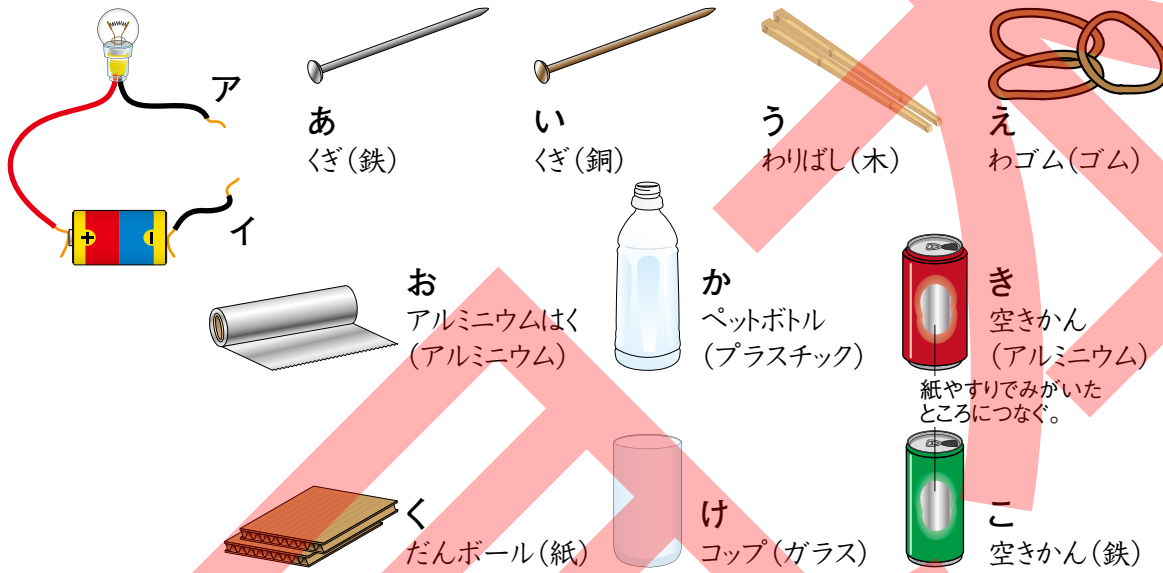 ア
イ
＋
－
あ
くぎ（鉄）
い
くぎ（銅）
う
わりばし（木）
え
わゴム（ゴム）
お
アルミニウムはく
（アルミニウム）
か
ペットボトル
（プラスチック）
き
空きかん
（アルミニウム）
紙やすりでみがいた
ところにつなぐ。
く
だんボール（紙）
け
コップ（ガラス）
こ
空きかん（鉄）